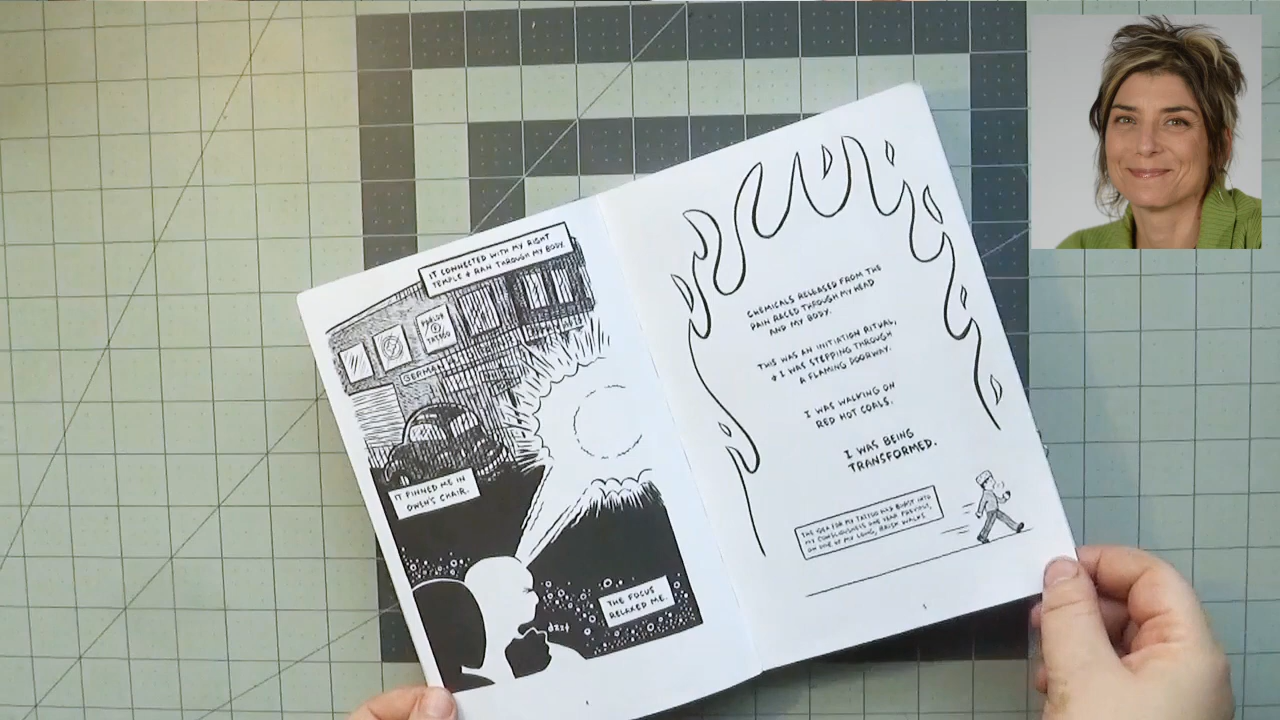 IT CONNECTED WITH MY RIGHT
TEMPLE & RAN THROUGH MY BODY.
PARLOR
TATTOO
GERMAN
IT PINNED ME IN
OWEN'S CHAIR.
dzzt
THE FOCUS
RELAXED ME.
CHEMICALS RELEASED FROM THE
PAIN RACED THROUGH MY HEAD
AND MY BODY.
THIS WAS AN INITIATION RITUAL,
& I WAS STEPPING THROUGH
A FLAMING DOORWAY.
I WAS WALKING ON
RED HOT COALS.
I WAS BEING
TRANSFORMED.
THE IDEA FOR MY TATTOO HAD BURST INTO
MY CONSCIOUSNESS ONE YEAR PREVIOUS,
ON ONE OF MY LONG, BRISK WALKS.